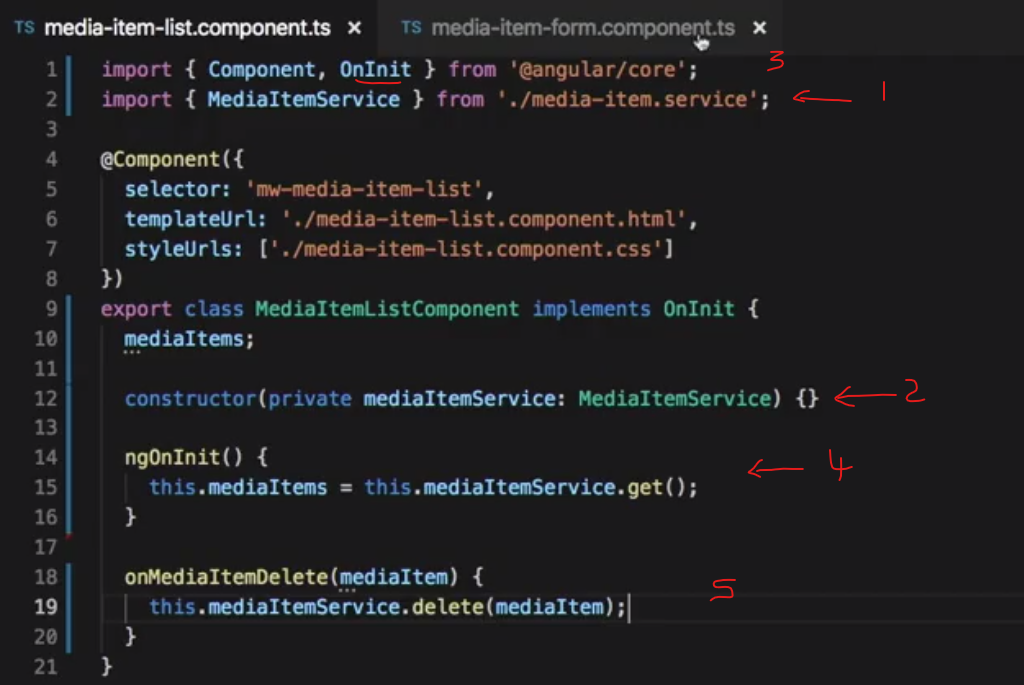 TS media-item-list.component.ts × TS media-item-form.component.ts ×
1 import { Component, OnInit } from '@angular/core'; 3
2 import { MediaItemService } from './media-item.service'; ← 1
3
4 @Component({
5 selector: 'mw-media-item-list',
6 templateUrl: './media-item-list.component.html',
7 styleUrls: ['./media-item-list.component.css']
8 })
9 export class MediaItemListComponent implements OnInit {
10 mediaItems;
11
12 constructor(private mediaItemService: MediaItemService) {} ← 2
13
14 ngOnInit() {
15 this.mediaItems = this.mediaItemService.get(); ← 4
16 }
17
18 onMediaItemDelete(mediaItem) {
19 this.mediaItemService.delete(mediaItem); 5
20 }
21 }